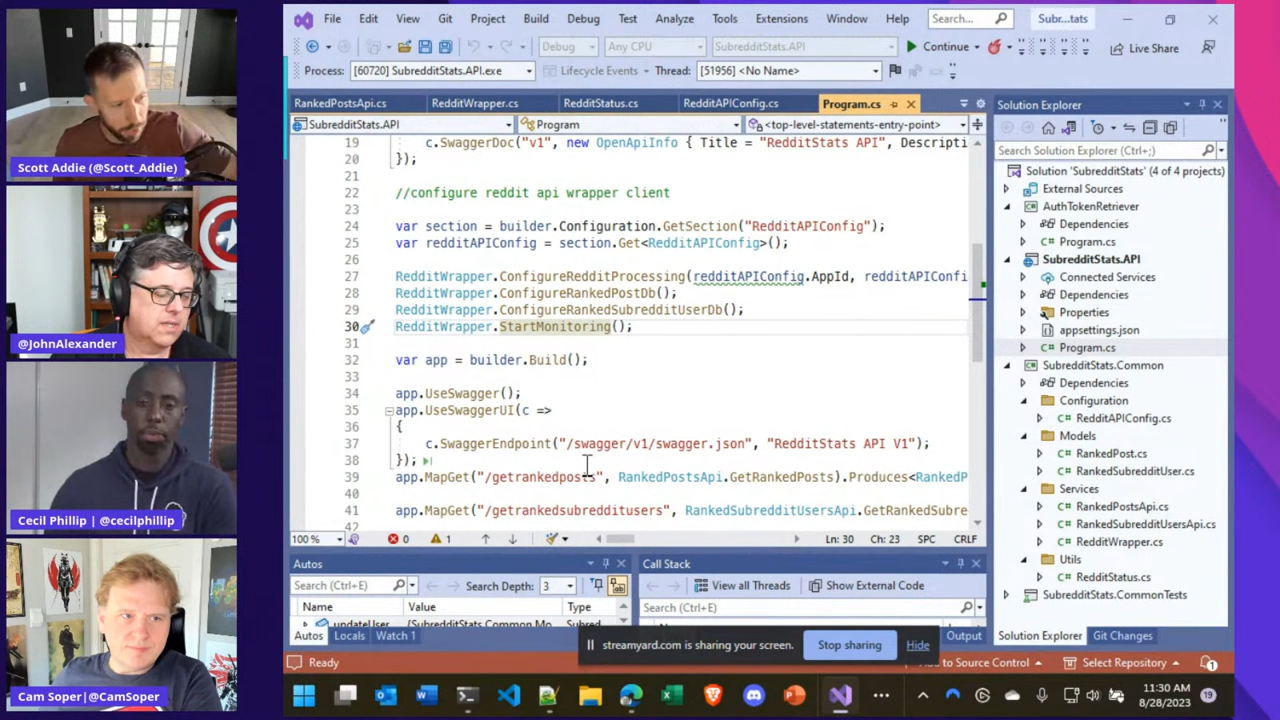 Scott Addie (@Scott_Addie)
@JohnAlexander
Cecil Phillip | @cecilphillip
Cam Soper|@CamSoper
File Edit View Git Project Build Debug Test Analyze Tools Extensions Window Help Search... Subr...tats
Debug Any CPU SubredditStats.API Continue Live Share
Process: [60720] SubredditStats.API.exe Lifecycle Events Thread: [51956] <No Name>
RankedPostsApi.cs RedditWrapper.cs RedditStatus.cs RedditAPIConfig.cs Program.cs
SubredditStats.API Program <top-level-statements-entry-point>
19 c.SwaggerDoc("v1", new OpenApiInfo { Title = "RedditStats API", Descripti
20 });
21
22 //configure reddit api wrapper client
23
24 var section = builder.Configuration.GetSection("RedditAPIConfig");
25 var redditAPIConfig = section.Get<RedditAPIConfig>();
26
27 RedditWrapper.ConfigureRedditProcessing(redditAPIConfig.AppId, redditAPIConfi
28 RedditWrapper.ConfigureRankedPostDb();
29 RedditWrapper.ConfigureRankedSubredditUserDb();
30 RedditWrapper.StartMonitoring();
31
32 var app = builder.Build();
33
34 app.UseSwagger();
35 app.UseSwaggerUI(c =>
36 {
37 c.SwaggerEndpoint("/swagger/v1/swagger.json", "RedditStats API V1");
38 });
39 app.MapGet("/getrankedposts", RankedPostsApi.GetRankedPosts).Produces<RankedP
40
41 app.MapGet("/getrankedsubredditusers", RankedSubredditUsersApi.GetRankedSubre
42
100 % 0 1 Ln: 30 Ch: 23 SPC CRLF
Autos
Search (Ctrl+E) Search Depth: 3
Name Value Type
updateUser {SubredditStats.Common.Mo Subred
Autos Locals Watch 1
Call Stack
View all Threads Show External Code
Search (Ctrl+E)
Output
streamyard.com is sharing your screen. Stop sharing Hide
Solution Explorer
Search Solution Explorer (Ctrl+;)
Solution 'SubredditStats' (4 of 4 projects)
External Sources
AuthTokenRetriever
Dependencies
Program.cs
SubredditStats.API
Connected Services
Dependencies
Properties
appsettings.json
Program.cs
SubredditStats.Common
Dependencies
Configuration
RedditAPIConfig.cs
Models
RankedPost.cs
RankedSubredditUser.cs
Services
RankedPostsApi.cs
RankedSubredditUsersApi.cs
RedditWrapper.cs
Utils
RedditStatus.cs
SubredditStats.CommonTests
Solution Explorer Git Changes
Ready to Source Control Select Repository 1
11:30 AM
8/28/2023
19